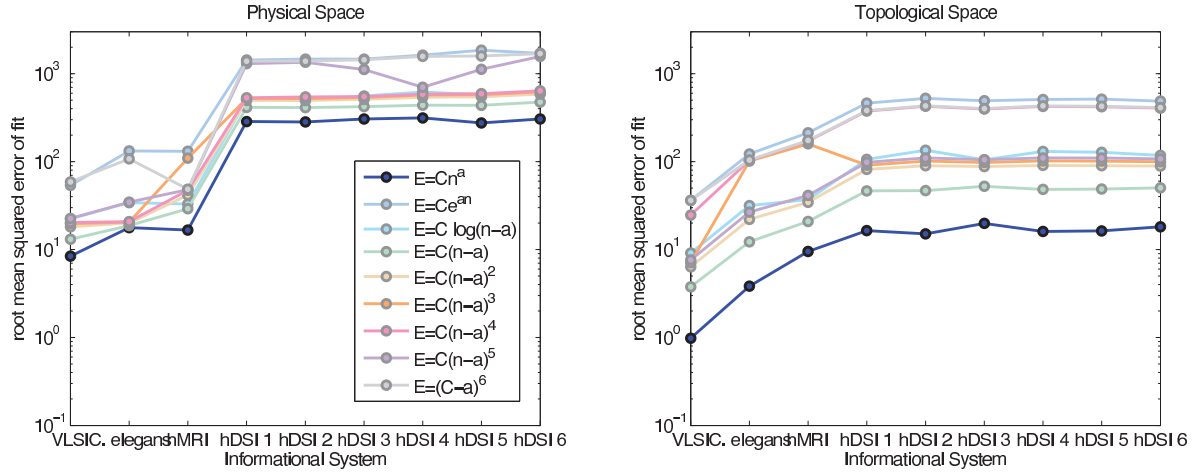 Physical Space
root mean squared error of fit
10^3
10^2
10^1
10^0
10^-1
E=Cn^a
E=Ce^an
E=C log(n-a)
E=C(n-a)
E=C(n-a)^2
E=C(n-a)^3
E=C(n-a)^4
E=C(n-a)^5
E=(C-a)^6
VLSI C. elegans hMRI hDSI 1 hDSI 2 hDSI 3 hDSI 4 hDSI 5 hDSI 6
Informational System
Topological Space
root mean squared error of fit
10^3
10^2
10^1
10^0
10^-1
VLSI C. elegans hMRI hDSI 1 hDSI 2 hDSI 3 hDSI 4 hDSI 5 hDSI 6
Informational System